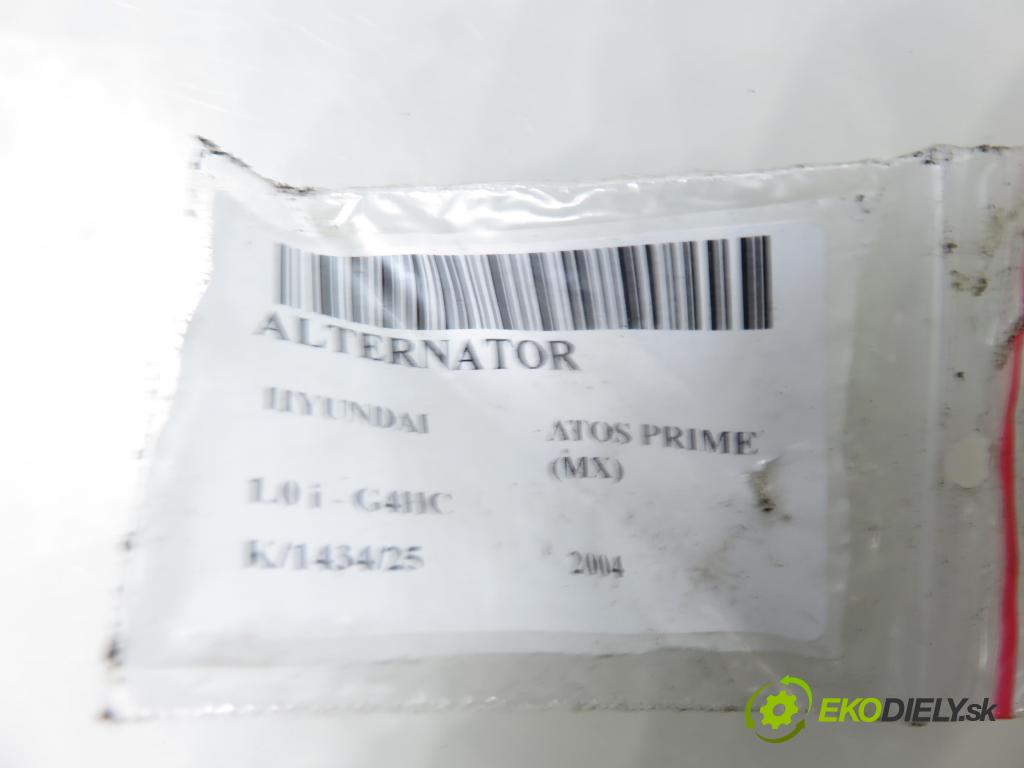 ALTERNATOR
HYUNDAI
ATOS PRIME
(MX)
1.0 i - G4HC
K/1434/25
2004
EKODIELY.sk